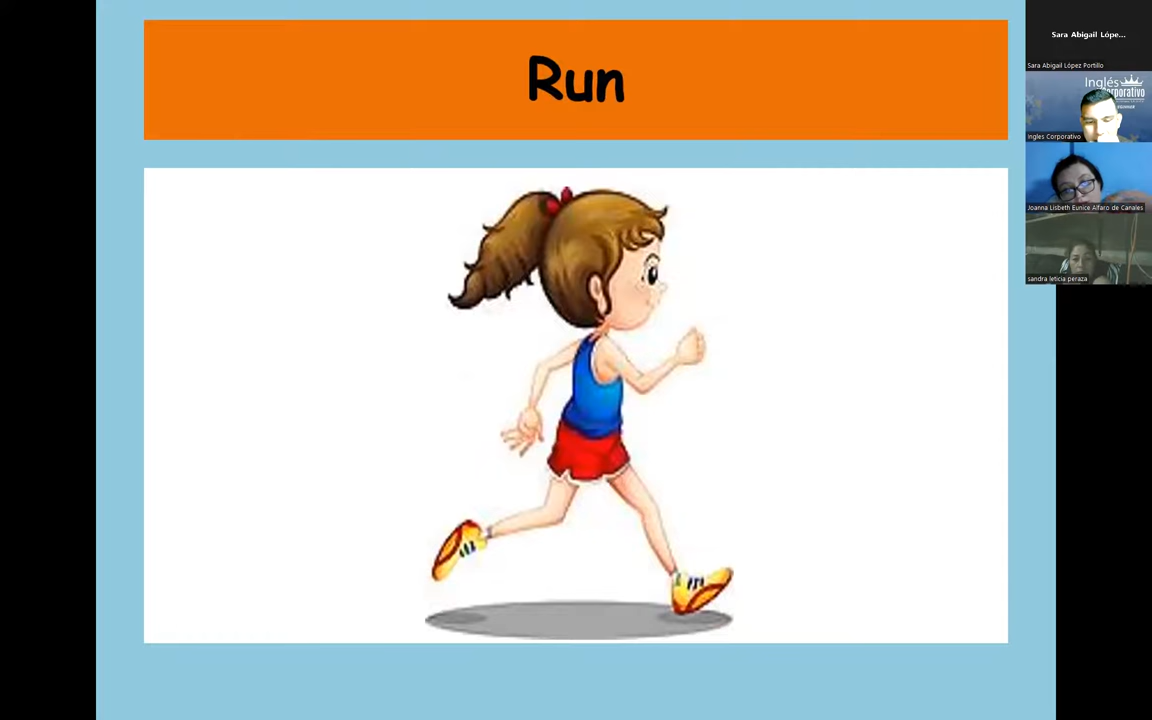 Run
Sara Abigail Lópe...
Sara Abigail López Portillo
Inglés
Corporativo
Ingles Corporativo
Joanna Lisbeth Eunice Alfaro de Canales
sandra leticia peraza